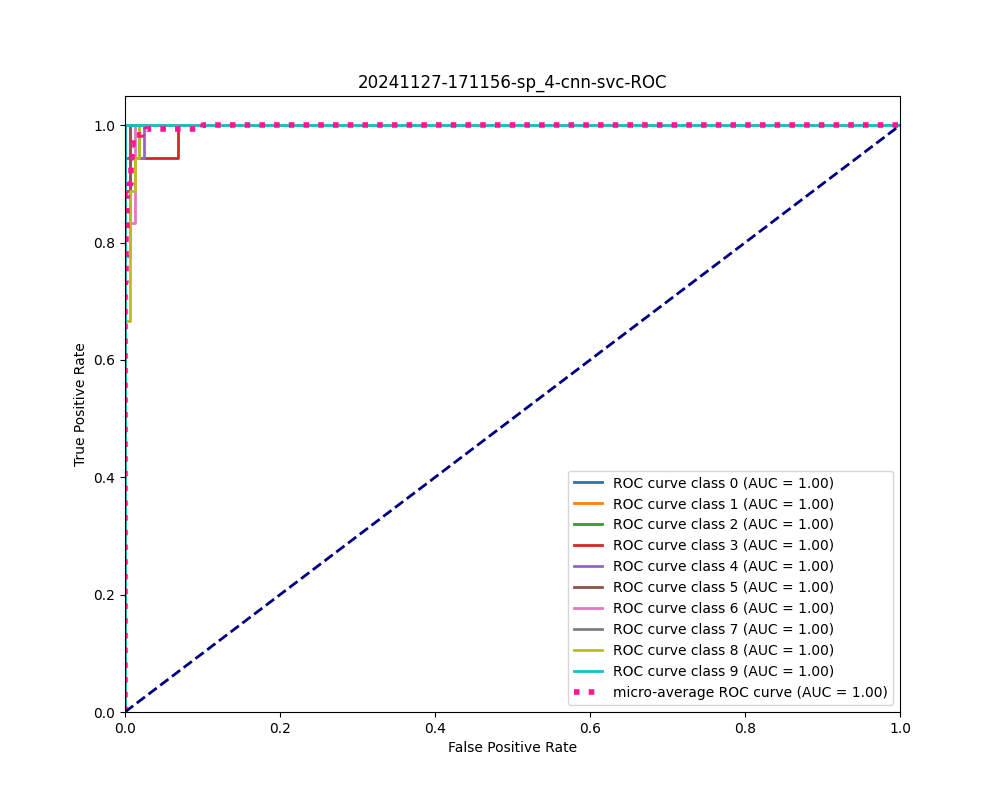 20241127-171156-sp_4-cnn-svc-ROC
1.0
0.8
0.6
0.4
0.2
0.0
True Positive Rate
ROC curve class 0 (AUC = 1.00)
ROC curve class 1 (AUC = 1.00)
ROC curve class 2 (AUC = 1.00)
ROC curve class 3 (AUC = 1.00)
ROC curve class 4 (AUC = 1.00)
ROC curve class 5 (AUC = 1.00)
ROC curve class 6 (AUC = 1.00)
ROC curve class 7 (AUC = 1.00)
ROC curve class 8 (AUC = 1.00)
ROC curve class 9 (AUC = 1.00)
micro-average ROC curve (AUC = 1.00)
0.0 0.2 0.4 0.6 0.8 1.0
False Positive Rate